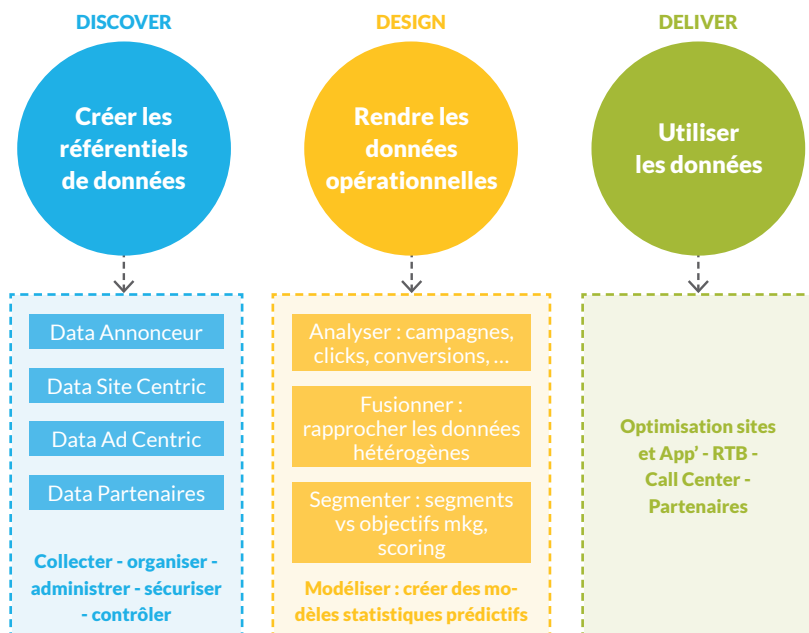 DISCOVER
Créer les
référentiels
de données
Data Annonceur
Data Site Centric
Data Ad Centric
Data Partenaires
Collecter - organiser -
administrer - sécuriser
- contrôler
DESIGN
Rendre les
données
opérationnelles
Analyser : campagnes,
clicks, conversions, ...
Fusionner :
rapprocher les données
hétérogènes
Segmenter : segments
vs objectifs mkg,
scoring
Modéliser : créer des mo-
dèles statistiques prédictifs
DELIVER
Utiliser
les données
Optimisation sites
et App’ - RTB -
Call Center -
Partenaires